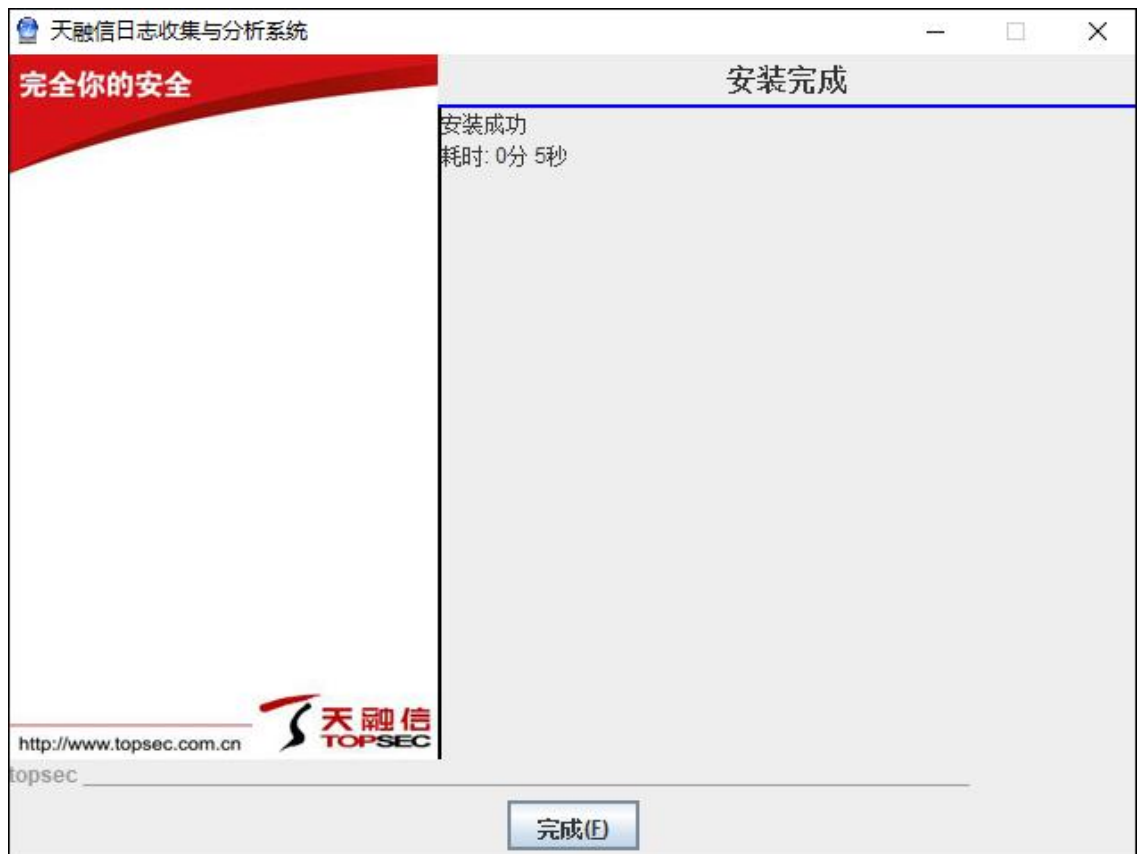 天融信日志收集与分析系统
完全你的安全
安装完成
安装成功
耗时: 0分 5秒
http://www.topsec.com.cn
天融信
TOPSEC
topsec
完成(F)